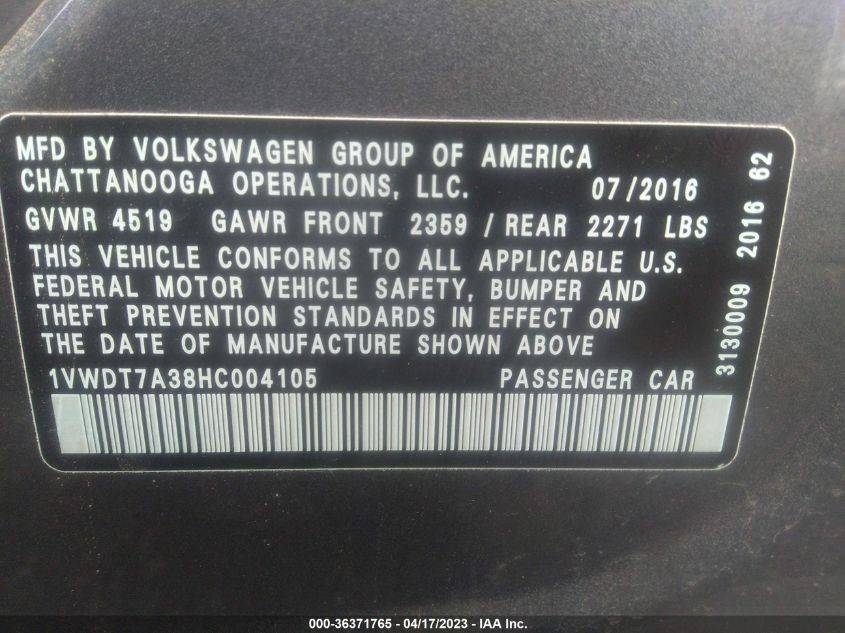 MFD BY VOLKSWAGEN GROUP OF AMERICA
CHATTANOOGA OPERATIONS, LLC. 07/2016
GVWR 4519 GAWR FRONT 2359 / REAR 2271 LBS
THIS VEHICLE CONFORMS TO ALL APPLICABLE U.S.
FEDERAL MOTOR VEHICLE SAFETY, BUMPER AND
THEFT PREVENTION STANDARDS IN EFFECT ON
THE DATE OF MANUFACTURE SHOWN ABOVE
1VWDT7A38HC004105 PASSENGER CAR
3130009 2016 62
000-36371765 - 04/17/2023 - IAA Inc.